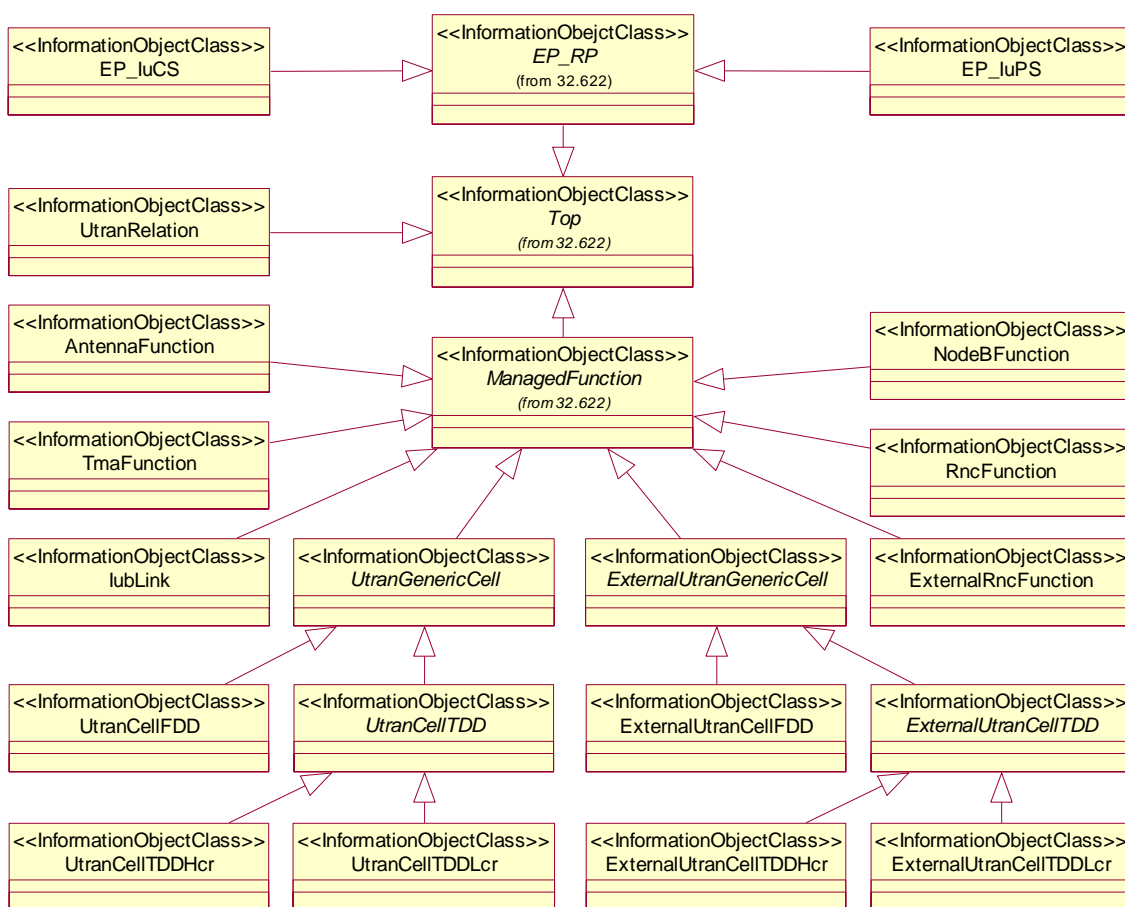 <<InformationObjectClass>>
EP_IuCS
<<InformationObejctClass>>
EP_RP
(from 32.622)
<<InformationObjectClass>>
EP_IuPS
<<InformationObjectClass>>
UtranRelation
<<InformationObjectClass>>
Top
(from 32.622)
<<InformationObjectClass>>
AntennaFunction
<<InformationObjectClass>>
ManagedFunction
(from 32.622)
<<InformationObjectClass>>
NodeBFunction
<<InformationObjectClass>>
TmaFunction
<<InformationObjectClass>>
RncFunction
<<InformationObjectClass>>
IubLink
<<InformationObjectClass>>
UtranGenericCell
<<InformationObjectClass>>
ExternalUtranGenericCell
<<InformationObjectClass>>
ExternalRncFunction
<<InformationObjectClass>>
UtranCellFDD
<<InformationObjectClass>>
UtranCellTDD
<<InformationObjectClass>>
ExternalUtranCellFDD
<<InformationObjectClass>>
ExternalUtranCellTDD
<<InformationObjectClass>>
UtranCellTDDHcr
<<InformationObjectClass>>
UtranCellTDDLcr
<<InformationObjectClass>>
ExternalUtranCellTDDHcr
<<InformationObjectClass>>
ExternalUtranCellTDDLcr